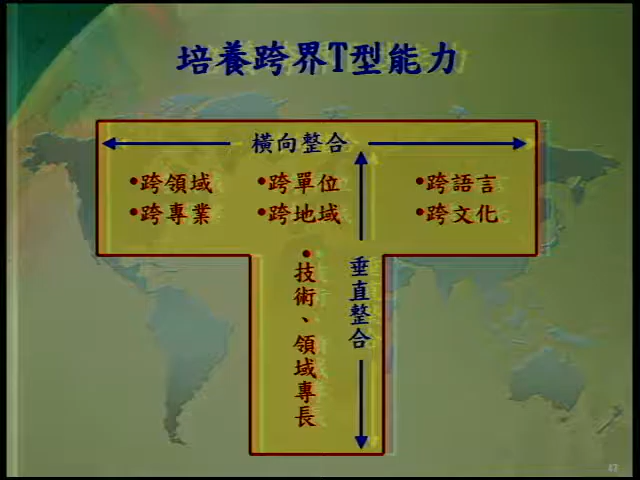 培養跨界T型能力
橫向整合
•跨領域
•跨專業
•跨單位
•跨地域
•跨語言
•跨文化
•技術、領域專長
垂直整合
47